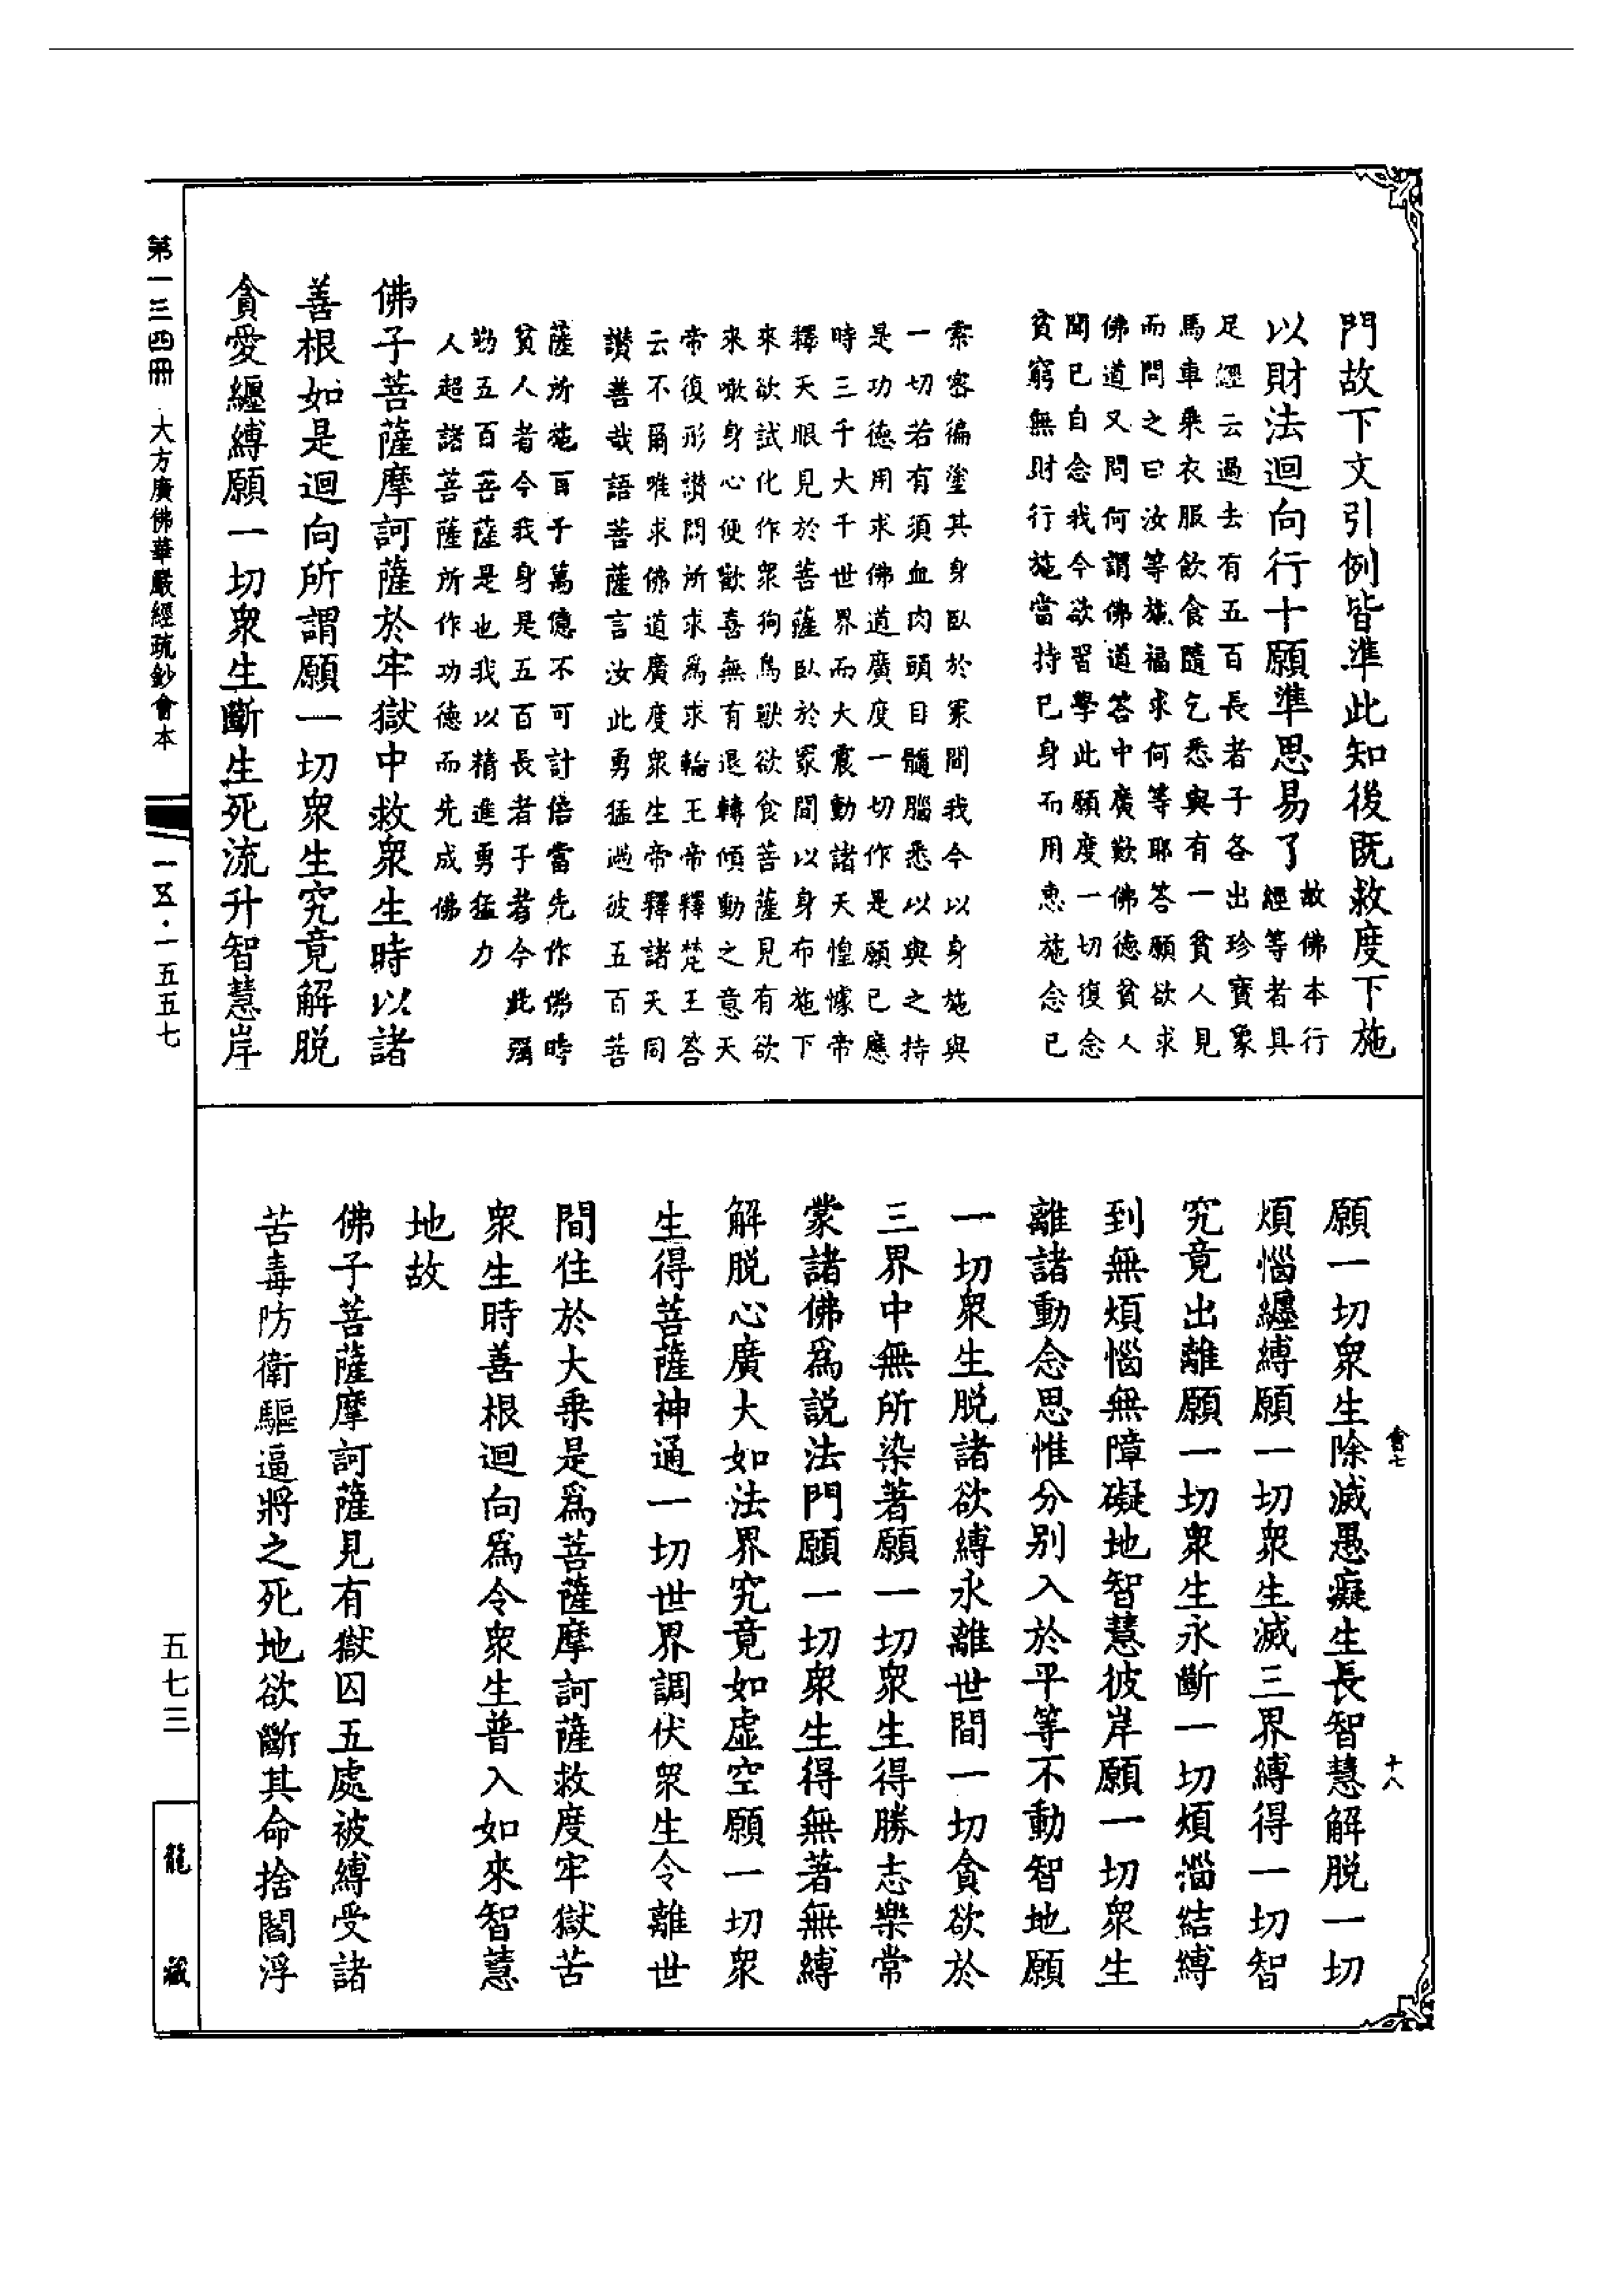 門故下文引例皆準此知後既救度下施
以財法迴向行十願準思易了
故佛本行
經等者具
足經云過去有五百長者子各出珍寶象
馬車乘衣服飲食隨乞悉與有一貧人見
而問之曰汝等施福求何等耶答願欲求
佛道又問何謂佛道答中廣歎佛德貧人
聞已自念我今欲習學此願度一切復念
貧窮無財行施當持己身而用惠施念已
索窓徧塗其身臥於冢間我今以身施與
一切若有須血肉頭目髓腦悉以與之持
是功德用求佛道廣度一切作是願已應
時三千大千世界而大震動諸天惶懅帝
釋天眼見於菩薩臥於冢間以身布施下
來欲試化作衆狗鳥獸欲食菩薩見有欲
來噉身心便歡喜無有退轉傾動之意天
帝復形讚問所求爲求輪王帝釋梵王答
云不爾唯求佛道廣度衆生帝釋諸天同
讚善哉語菩薩言汝此勇猛過彼五百菩
薩所施百千萬億不可計倍當先作佛時
貧人者今我身是五百長者子者今此彌
勒五百菩薩是也我以精進勇猛力
人超諸菩薩所作功德而先成佛
佛子菩薩摩訶薩於牢獄中救衆生時以諸
善根如是迴向所謂願一切衆生究竟解脱
貪愛纏縛願一切衆生斷生死流升智慧岸
願一切衆生除滅愚癡生長智慧解脱一切
煩惱纏縛願一切衆生滅三界縛得一切智
究竟出離願一切衆生永斷一切煩惱結縛
到無煩惱無障礙地智慧彼岸願一切衆生
離諸動念思惟分別入於平等不動智地願
一切衆生脱諸欲縛永離世間一切貪欲於
三界中無所染著願一切衆生得勝志樂常
蒙諸佛爲説法門願一切衆生得無著無縛
解脱心廣大如法界究竟如虛空願一切衆
生得菩薩神通一切世界調伏衆生令離世
間住於大乘是爲菩薩摩訶薩救度牢獄苦
衆生時善根迴向爲令衆生普入如來智慧
地故
佛子菩薩摩訶薩見有獄囚五處被縛受諸
苦毒防衛驅逼將之死地欲斷其命捨閻浮
會七
十八
第一三四冊 大方廣佛華嚴經疏鈔會本
一五·一五五七
五七三
龍藏